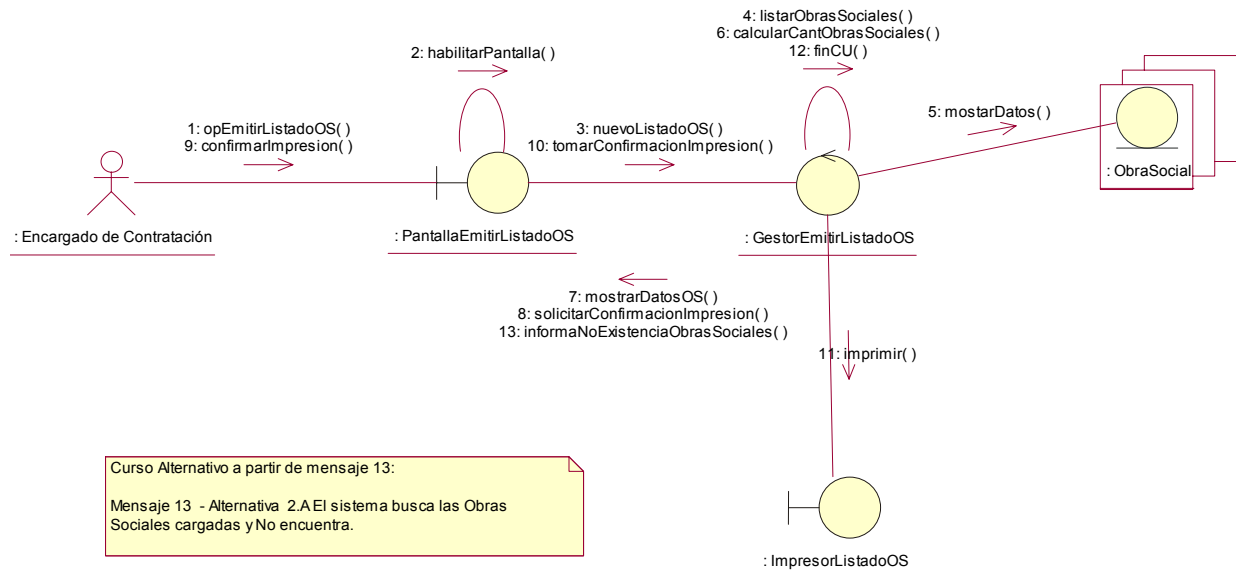 4: listarObrasSociales( )
6: calcularCantObrasSociales( )
12: finCU( )
2: habilitarPantalla( )
5: mostarDatos( )
1: opEmitirListadoOS( )
9: confirmarImpresion( )
3: nuevoListadoOS( )
10: tomarConfirmacionImpresion( )
: ObraSocial
: Encargado de Contratación
: PantallaEmitirListadoOS
: GestorEmitirListadoOS
7: mostrarDatosOS( )
8: solicitarConfirmacionImpresion( )
13: informaNoExistenciaObrasSociales( )
11: imprimir( )
Curso Alternativo a partir de mensaje 13:
Mensaje 13 - Alternativa 2.A El sistema busca las Obras
Sociales cargadas y No encuentra.
: ImpresorListadoOS